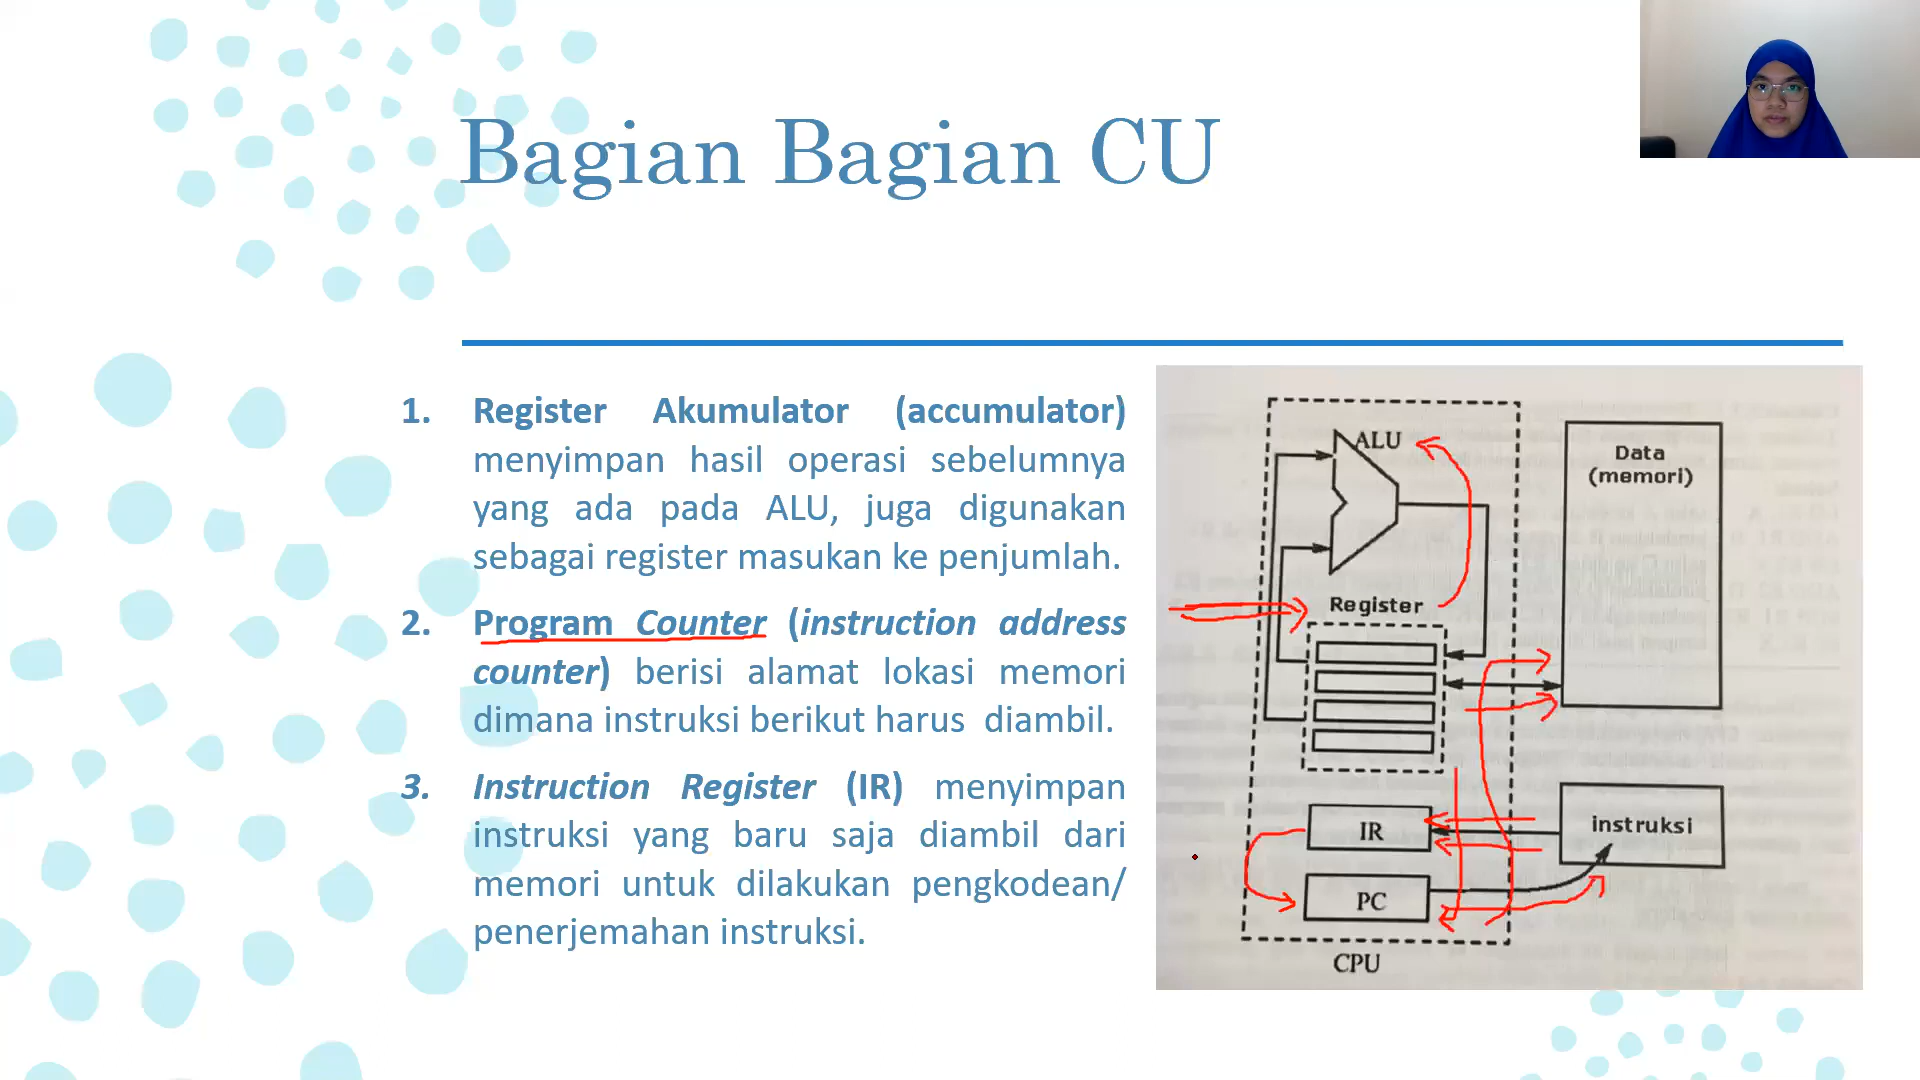 Bagian Bagian CU
1. Register Akumulator (accumulator)
menyimpan hasil operasi sebelumnya
yang ada pada ALU, juga digunakan
sebagai register masukan ke penjumlah.
2. Program Counter (instruction address
counter) berisi alamat lokasi memori
dimana instruksi berikut harus diambil.
3. Instruction Register (IR) menyimpan
instruksi yang baru saja diambil dari
memori untuk dilakukan pengkodean/
penerjemahan instruksi.
ALU
Data
(memori)
Register
IR
instruksi
PC
CPU